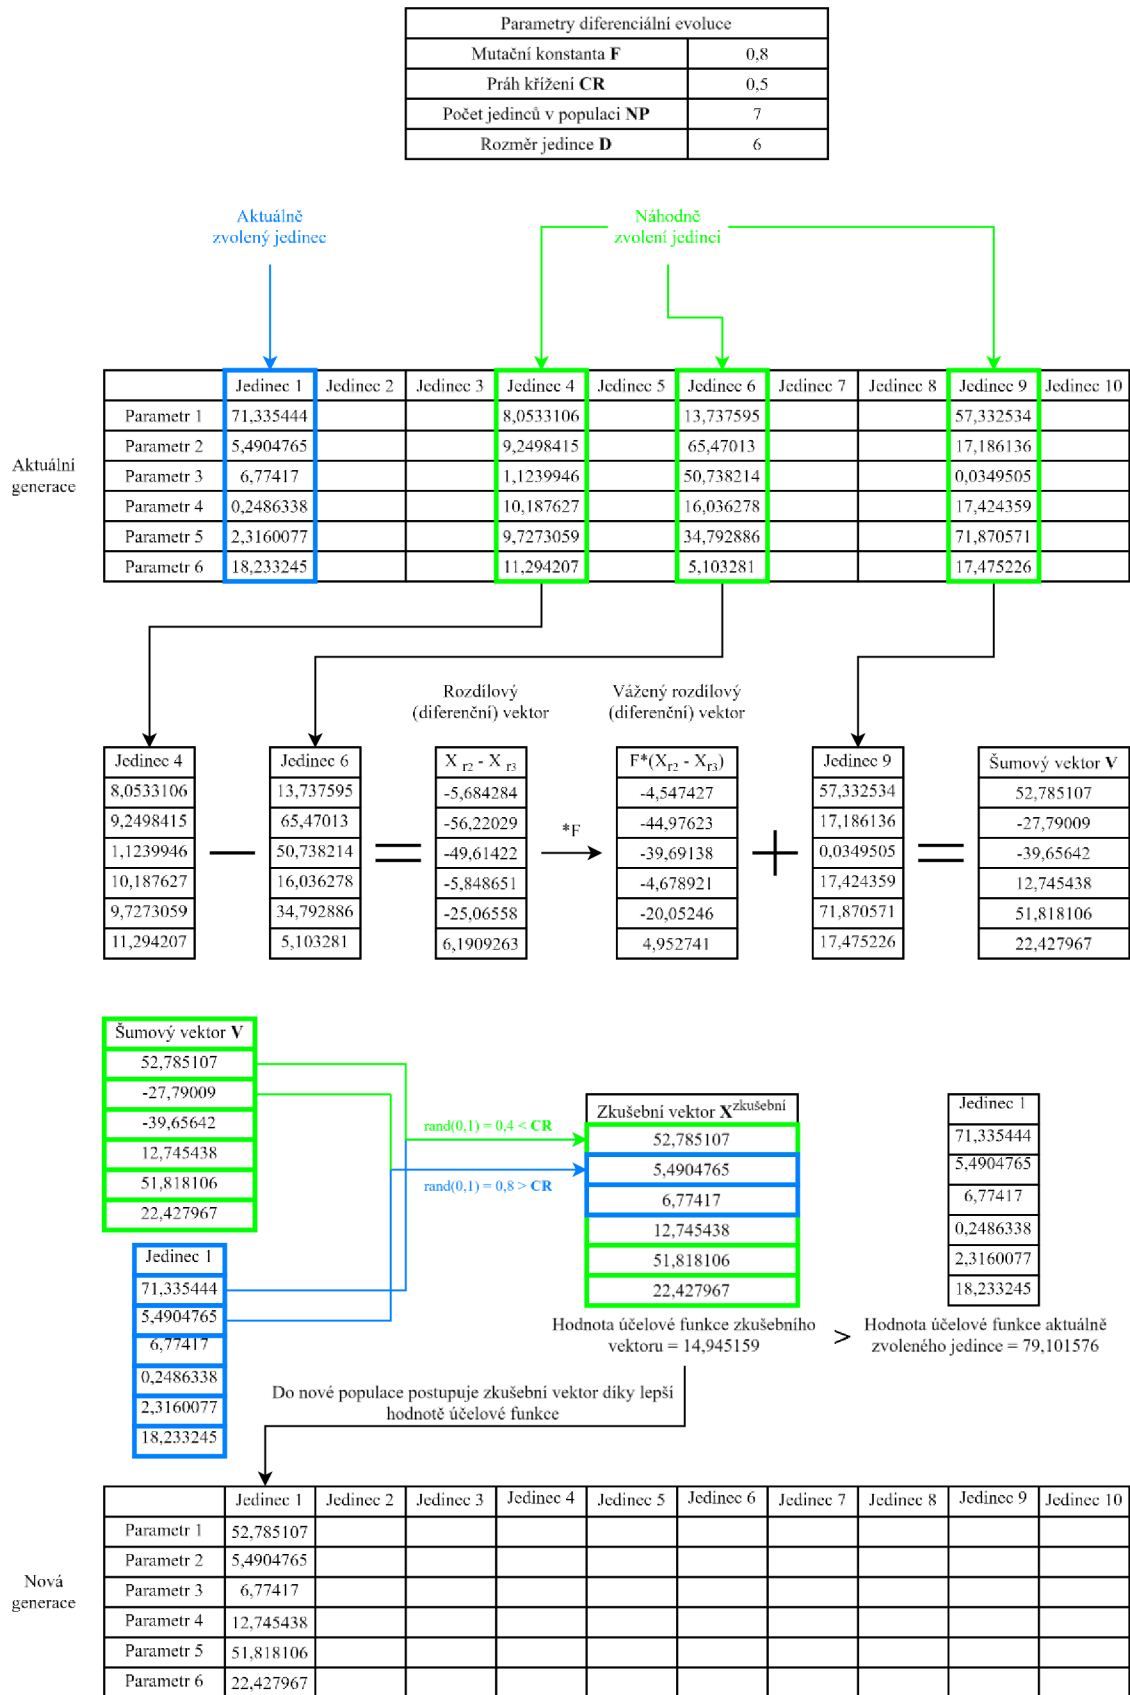 Parametry diferenciální evoluce
Mutační konstanta F 0,8
Práh křížení CR 0,5
Počet jedinců v populaci NP 7
Rozměr jedince D 6
Aktuálně
zvolený jedinec
Náhodně
zvolení jedinci
Jedinec 1 Jedinec 2 Jedinec 3 Jedinec 4 Jedinec 5 Jedinec 6 Jedinec 7 Jedinec 8 Jedinec 9 Jedinec 10
Parametr 1 71,335444 8,0533106 13,737595 57,332534
Parametr 2 5,4904765 9,2498415 65,47013 17,186136
Aktuální
generace
Parametr 3 6,77417 1,1239946 50,738214 0,0349505
Parametr 4 0,2486338 10,187627 16,036278 17,424359
Parametr 5 2,3160077 9,7273059 34,792886 71,870571
Parametr 6 18,233245 11,294207 5,103281 17,475226
Rozdílový
(diferenční) vektor
Vážený rozdílový
(diferenční) vektor
Jedinec 4 Jedinec 6 X r2 - X r3 F*(Xr2 - Xr3) Jedinec 9 Šumový vektor V
8,0533106 13,737595 -5,684284 -4,547427 57,332534 52,785107
9,2498415 65,47013 -56,22029 -44,97623 17,186136 -27,79009
*F
1,1239946 — 50,738214 = -49,61422 -39,69138 + 0,0349505 = -39,65642
10,187627 16,036278 -5,848651 -4,678921 17,424359 12,745438
9,7273059 34,792886 -25,06558 -20,05246 71,870571 51,818106
11,294207 5,103281 6,1909263 4,952741 17,475226 22,427967
Šumový vektor V
52,785107
-27,79009
-39,65642
12,745438
51,818106
22,427967
Jedinec 1
71,335444
5,4904765
6,77417
0,2486338
2,3160077
18,233245
rand(0,1) = 0,4 < CR
rand(0,1) = 0,8 > CR
Zkušební vektor Xzkušební
52,785107
5,4904765
6,77417
12,745438
51,818106
22,427967
Jedinec 1
71,335444
5,4904765
6,77417
0,2486338
2,3160077
18,233245
Hodnota účelové funkce zkušebního
vektoru = 14,945159
>
Hodnota účelové funkce aktuálně
zvoleného jedince = 79,101576
Do nové populace postupuje zkušební vektor díky lepší
hodnotě účelové funkce
Jedinec 1 Jedinec 2 Jedinec 3 Jedinec 4 Jedinec 5 Jedinec 6 Jedinec 7 Jedinec 8 Jedinec 9 Jedinec 10
Parametr 1 52,785107
Parametr 2 5,4904765
Nová
generace
Parametr 3 6,77417
Parametr 4 12,745438
Parametr 5 51,818106
Parametr 6 22,427967